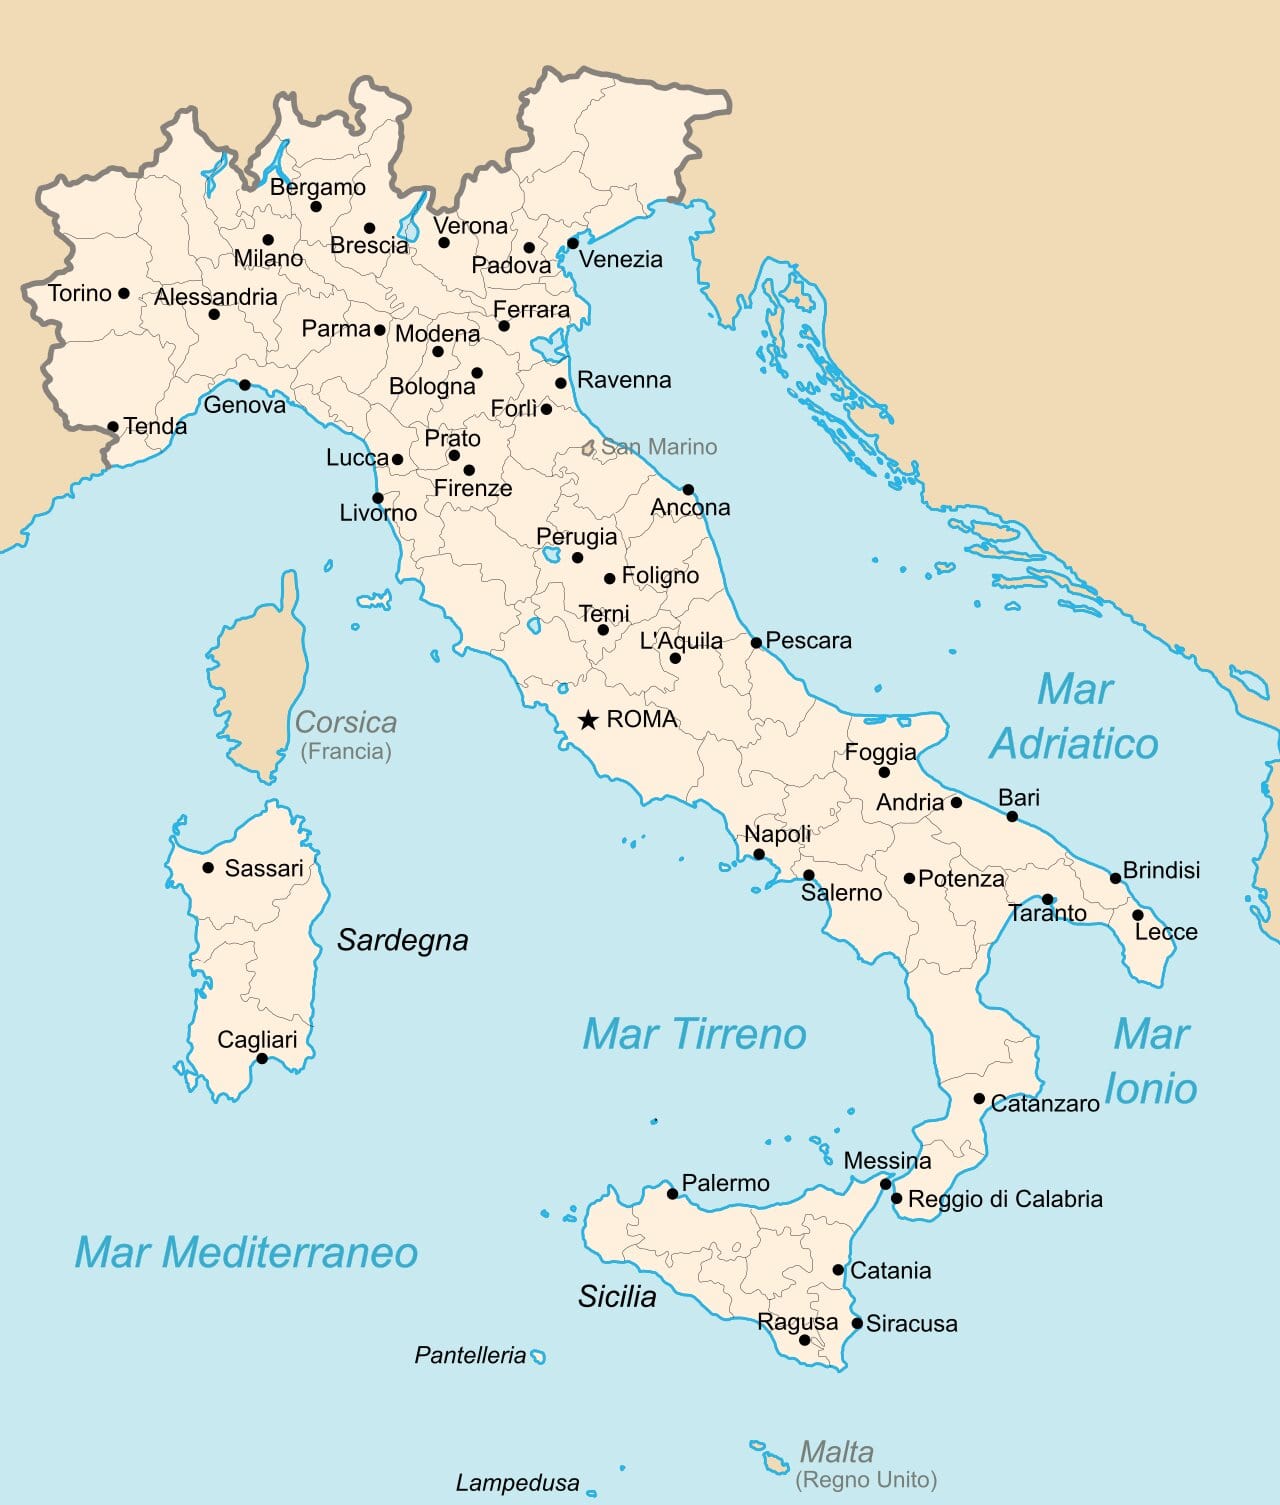 Bergamo
Verona
Brescia
Milano
Padova
Venezia
Torino
Alessandria
Ferrara
Parma
Modena
Bologna
Ravenna
Genova
Forlì
Tenda
Prato
San Marino
Lucca
Firenze
Ancona
Livorno
Perugia
Foligno
Terni
L'Aquila
Pescara
Mar
Adriatico
Corsica
(Francia)
ROMA
Foggia
Andria
Bari
Napoli
Sassari
Salerno
Potenza
Brindisi
Taranto
Lecce
Sardegna
Cagliari
Mar Tirreno
Mar
Ionio
Catanzaro
Messina
Palermo
Reggio di Calabria
Mar Mediterraneo
Catania
Sicilia
Ragusa
Siracusa
Pantelleria
Malta
(Regno Unito)
Lampedusa